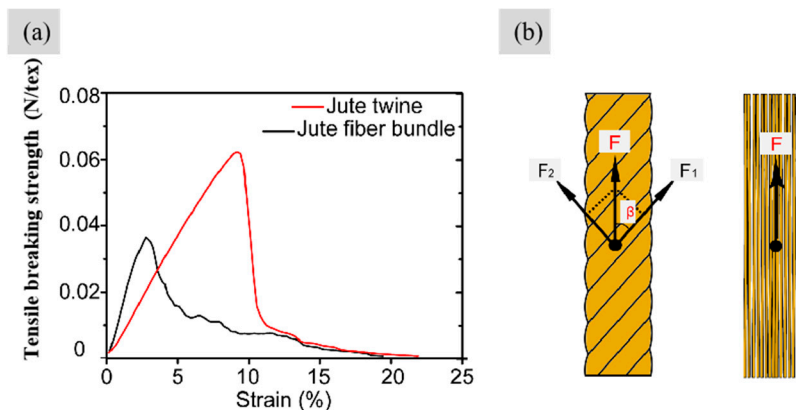 (a)
Tensile breaking strength (N/tex)
0.08
0.06
0.04
0.02
0
0
5
10
15
20
25
Strain (%)
Jute twine
Jute fiber bundle
(b)
F
F₂
F₁
β
F